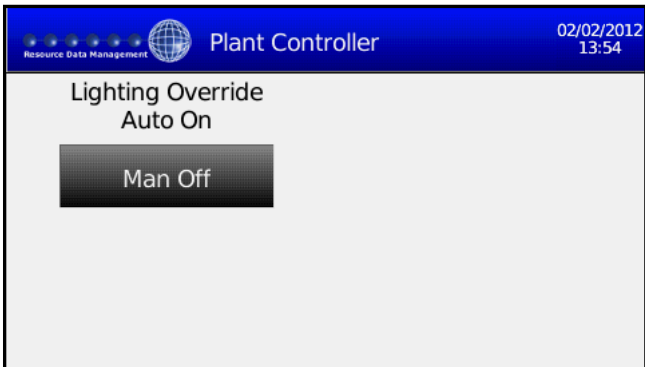 Resource Data Management
Plant Controller
02/02/2012
13:54
Lighting Override
Auto On
Man Off